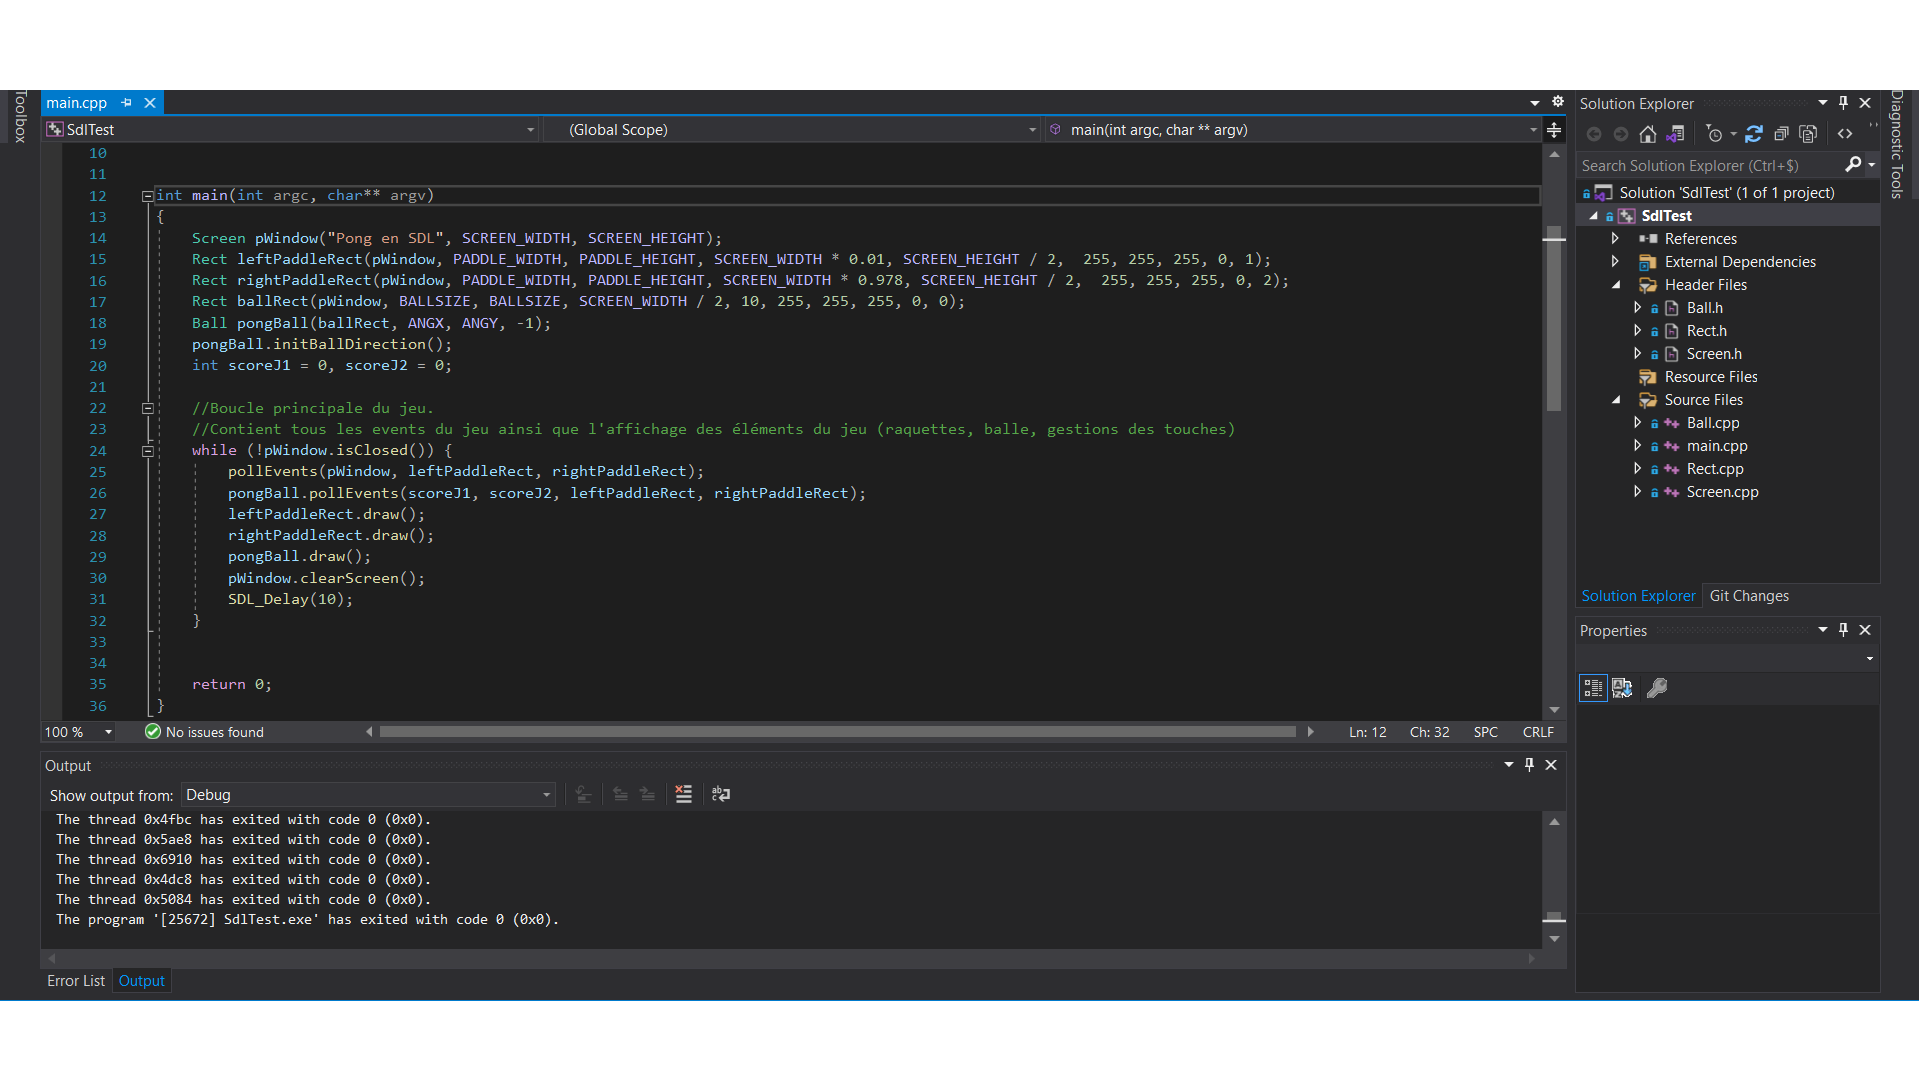 Toolbox
main.cpp
SdlTest
(Global Scope)
main(int argc, char ** argv)
10
11
12 int main(int argc, char** argv)
13 {
14 Screen pWindow("Pong en SDL", SCREEN_WIDTH, SCREEN_HEIGHT);
15 Rect leftPaddleRect(pWindow, PADDLE_WIDTH, PADDLE_HEIGHT, SCREEN_WIDTH * 0.01, SCREEN_HEIGHT / 2,  255, 255, 255, 0, 1);
16 Rect rightPaddleRect(pWindow, PADDLE_WIDTH, PADDLE_HEIGHT, SCREEN_WIDTH * 0.978, SCREEN_HEIGHT / 2,  255, 255, 255, 0, 2);
17 Rect ballRect(pWindow, BALLSIZE, BALLSIZE, SCREEN_WIDTH / 2, 10, 255, 255, 255, 0, 0);
18 Ball pongBall(ballRect, ANGX, ANGY, -1);
19 pongBall.initBallDirection();
20 int scoreJ1 = 0, scoreJ2 = 0;
21
22 //Boucle principale du jeu.
23 //Contient tous les events du jeu ainsi que l'affichage des éléments du jeu (raquettes, balle, gestions des touches)
24 while (!pWindow.isClosed()) {
25 pollEvents(pWindow, leftPaddleRect, rightPaddleRect);
26 pongBall.pollEvents(scoreJ1, scoreJ2, leftPaddleRect, rightPaddleRect);
27 leftPaddleRect.draw();
28 rightPaddleRect.draw();
29 pongBall.draw();
30 pWindow.clearScreen();
31 SDL_Delay(10);
32 }
33
34
35 return 0;
36 }
100 %
No issues found
Ln: 12
Ch: 32
SPC
CRLF
Output
Show output from: Debug
The thread 0x4fbc has exited with code 0 (0x0).
The thread 0x5ae8 has exited with code 0 (0x0).
The thread 0x6910 has exited with code 0 (0x0).
The thread 0x4dc8 has exited with code 0 (0x0).
The thread 0x5084 has exited with code 0 (0x0).
The program '[25672] SdlTest.exe' has exited with code 0 (0x0).
Error List
Output
Solution Explorer
Search Solution Explorer (Ctrl+$)
Solution 'SdlTest' (1 of 1 project)
SdlTest
References
External Dependencies
Header Files
Ball.h
Rect.h
Screen.h
Resource Files
Source Files
Ball.cpp
main.cpp
Rect.cpp
Screen.cpp
Solution Explorer
Git Changes
Properties
Diagnostic Tools